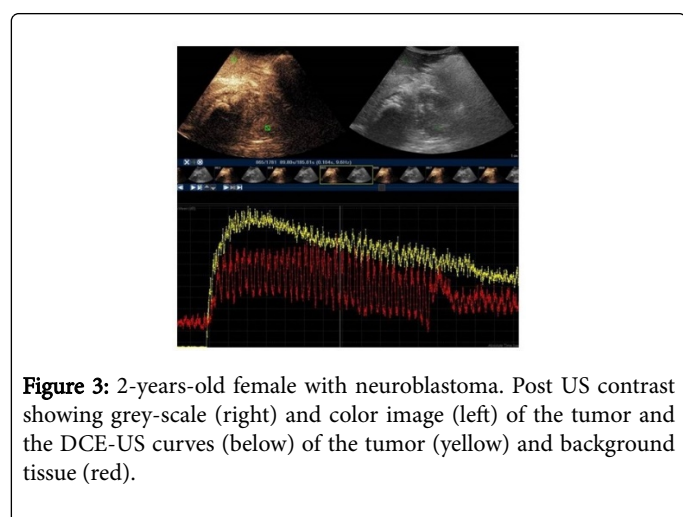 Figure 3: 2-years-old female with neuroblastoma. Post US contrast
showing grey-scale (right) and color image (left) of the tumor and
the DCE-US curves (below) of the tumor (yellow) and background
tissue (red).